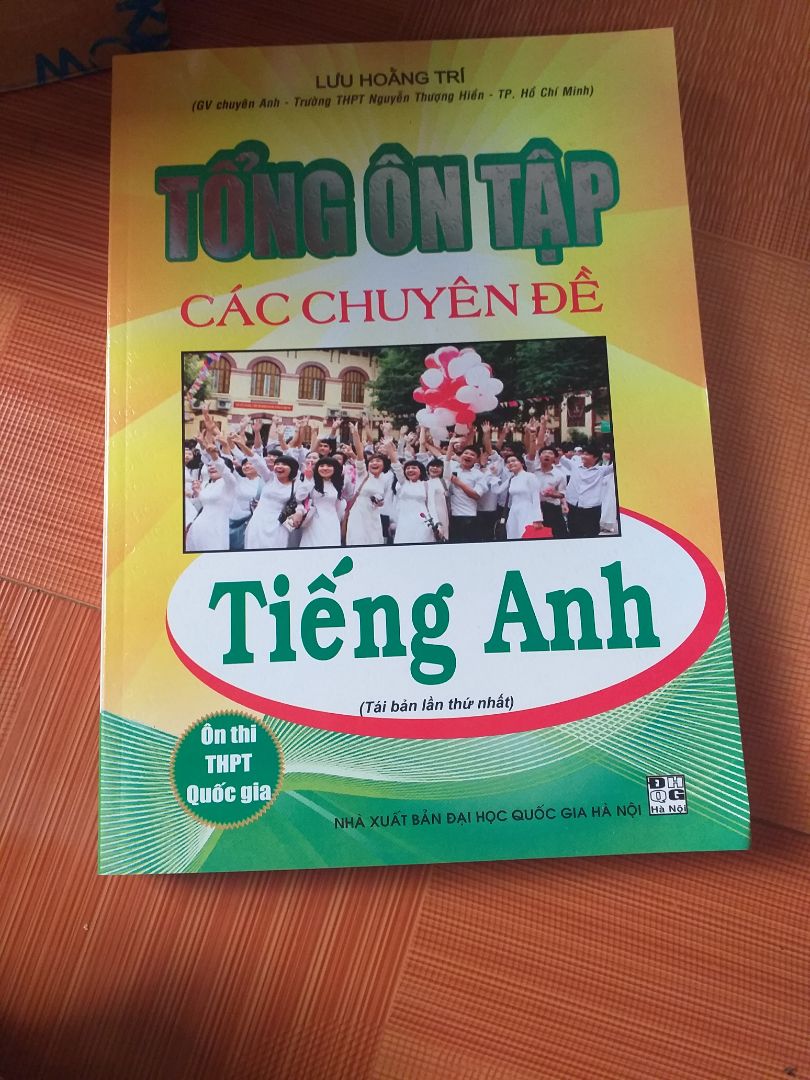 LƯU HOẰNG TRÍ
(GV chuyên Anh - Trường THPT Nguyễn Thượng Hiền - TP. Hồ Chí Minh)
TỔNG ÔN TẬP
CÁC CHUYÊN ĐỀ
Tiếng Anh
(Tái bản lần thứ nhất)
Ôn thi
THPT
Quốc gia
NHÀ XUẤT BẢN ĐẠI HỌC QUỐC GIA HÀ NỘI
ĐH
QG
Hà Nội